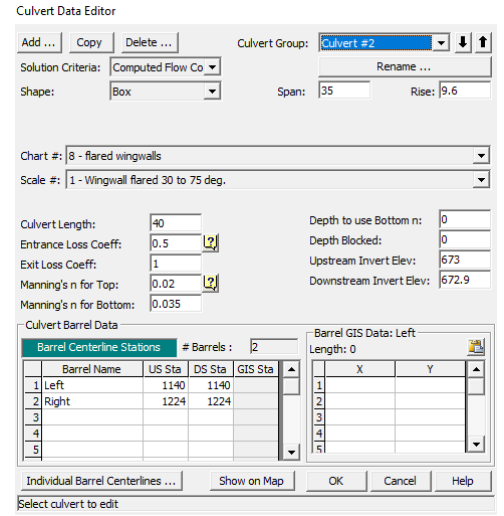 Culvert Data Editor
Add ... Copy Delete ... Culvert Group: Culvert #2
Solution Criteria: Computed Flow Co Rename ...
Shape: Box Span: 35 Rise: 9.6
Chart #: 8 - flared wingwalls
Scale #: 1 - Wingwall flared 30 to 75 deg.
Culvert Length: 40 Depth to use Bottom n: 0
Entrance Loss Coeff: 0.5 Depth Blocked: 0
Exit Loss Coeff: 1 Upstream Invert Elev: 673
Manning's n for Top: 0.02 Downstream Invert Elev: 672.9
Manning's n for Bottom: 0.035
Culvert Barrel Data Barrel GIS Data: Left
Barrel Centerline Stations # Barrels : 2 Length: 0
Barrel Name US Sta DS Sta GIS Sta X Y
1 Left 1140 1140 1
2 Right 1224 1224 2
3 3
4 4
5 5
Individual Barrel Centerlines ... Show on Map OK Cancel Help
Select culvert to edit